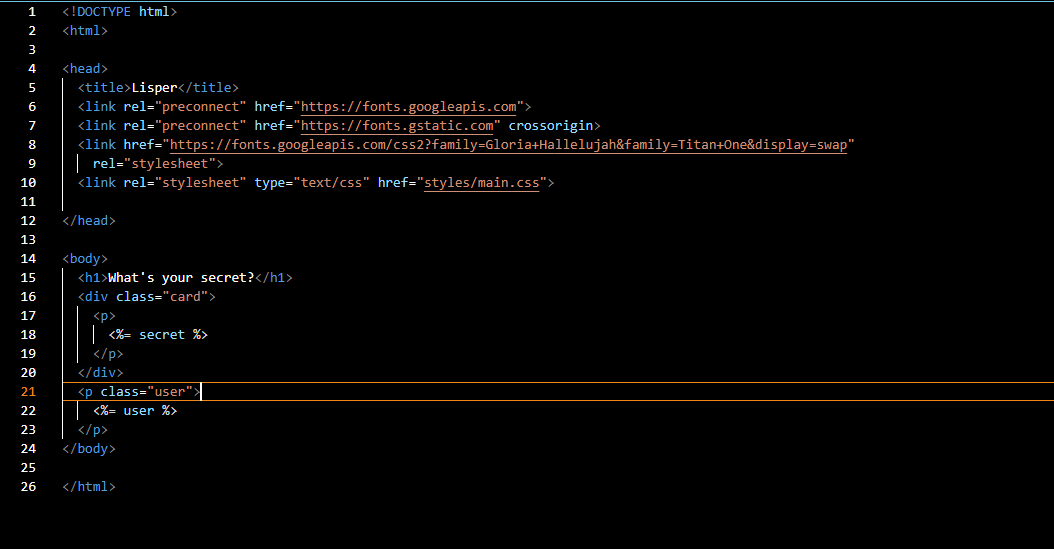 1 <!DOCTYPE html>
2 <html>
3
4 <head>
5   <title>Lisper</title>
6   <link rel="preconnect" href="https://fonts.googleapis.com">
7   <link rel="preconnect" href="https://fonts.gstatic.com" crossorigin>
8   <link href="https://fonts.googleapis.com/css2?family=Gloria+Hallelujah&family=Titan+One&display=swap"
9     rel="stylesheet">
10   <link rel="stylesheet" type="text/css" href="styles/main.css">
11
12 </head>
13
14 <body>
15   <h1>What's your secret?</h1>
16   <div class="card">
17     <p>
18       <%= secret %>
19     </p>
20   </div>
21   <p class="user">
22     <%= user %>
23   </p>
24 </body>
25
26 </html>